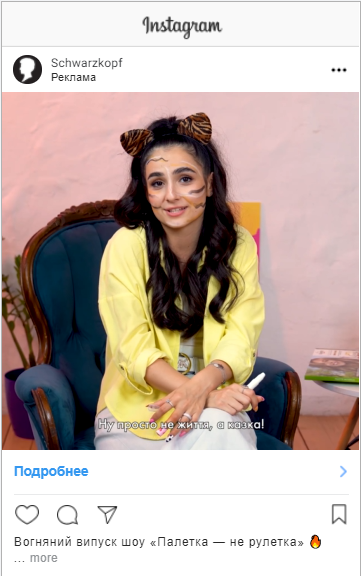 Instagram
Schwarzkopf
Реклама
Ну просто не життя, а казка!
Подробнее
Вогняний випуск шоу «Палетка — не рулетка» 🔥
... more